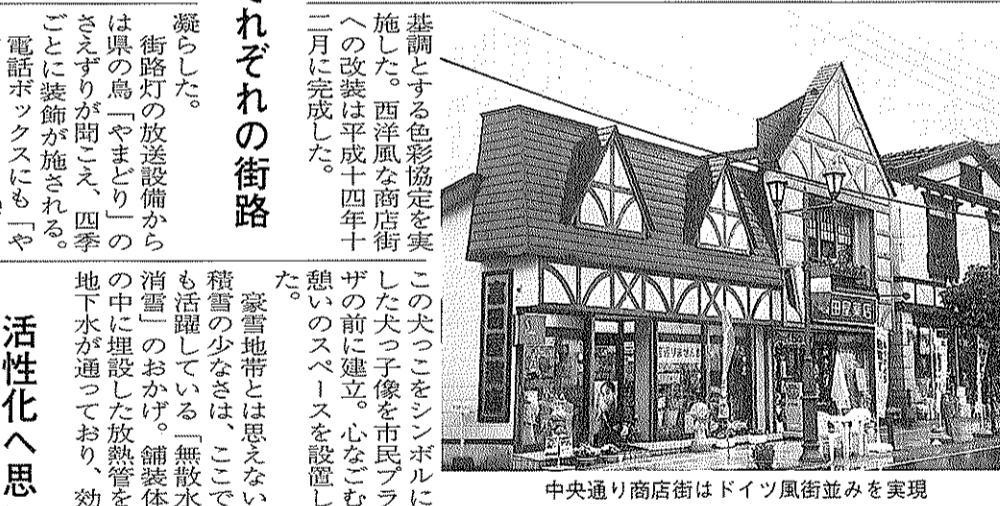 基調とする色彩協定を実
施した。西洋風な商店街
への改装は平成十四年十
二月に完成した。
れぞれの街路
凝らした。
街路灯の放送設備から
は県の鳥「やまどり」の
さえずりが聞こえ、四季
ごとに装飾が施される。
電話ボックスにも「や
この犬っこをシンボルに
した犬っ子像を市民プラ
ザの前に建立。心なごむ
憩いのスペースを設置し
た。
豪雪地帯とは思えない
積雪の少なさは、ここで
も活躍している「無散水
消雪」のおかげ。舗装体
の中に埋設した放熱管を
地下水が通っており、効
活性化へ思
中央通り商店街はドイツ風街並みを実現